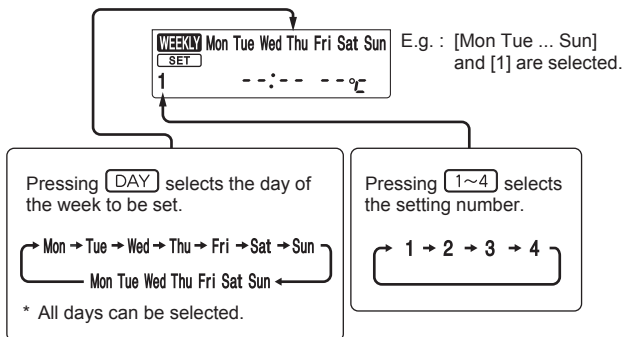 WEEKLY Mon Tue Wed Thu Fri Sat Sun
SET
1 --:-- --°C
E.g. : [Mon Tue ... Sun]
and [1] are selected.
Pressing DAY selects the day of
the week to be set.
Mon → Tue → Wed → Thu → Fri → Sat → Sun
Mon Tue Wed Thu Fri Sat Sun
* All days can be selected.
Pressing 1~4 selects
the setting number.
1 → 2 → 3 → 4